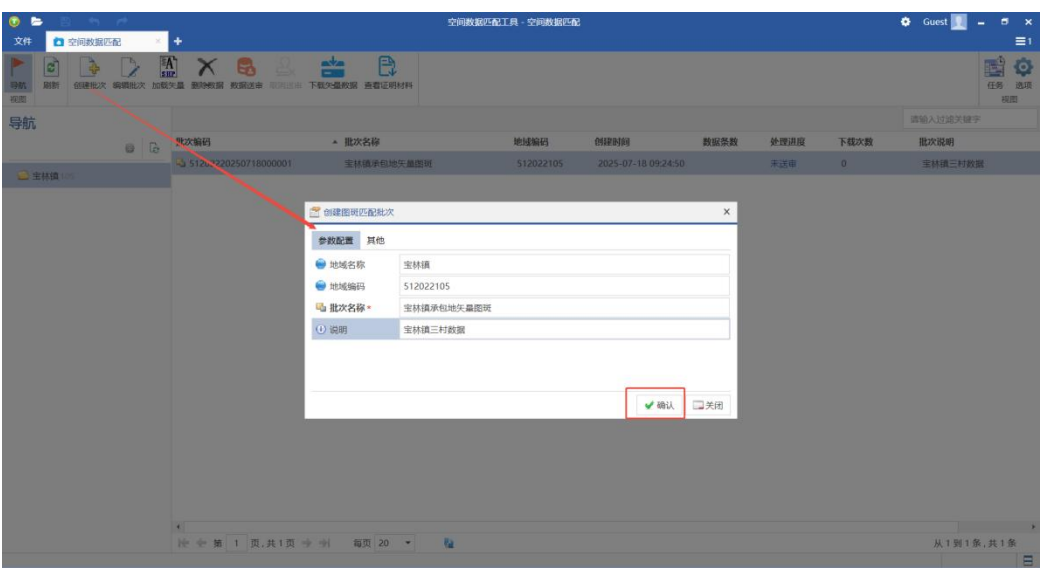 空间数据匹配工具 - 空间数据匹配
Guest
文件 空间数据匹配 × +
导航 刷新 创建批次 编辑批次 加载矢量 删除数据 数据送审 取消送审 下载矢量数据 查看证明材料 任务 选项
视图 视图
导航 请输入过滤关键字
批次编码 批次名称 地域编码 创建时间 数据条数 处理进度 下载次数 批次说明
51202220250718000001 宝林镇承包地矢量图斑 512022105 2025-07-18 09:24:50 未送审 0 宝林镇三村数据
宝林镇
创建图斑匹配批次 ×
参数配置 其他
地域名称 宝林镇
地域编码 512022105
批次名称* 宝林镇承包地矢量图斑
说明 宝林镇三村数据
确认 关闭
第 1 页,共1页 每页 20 从1到1条,共1条